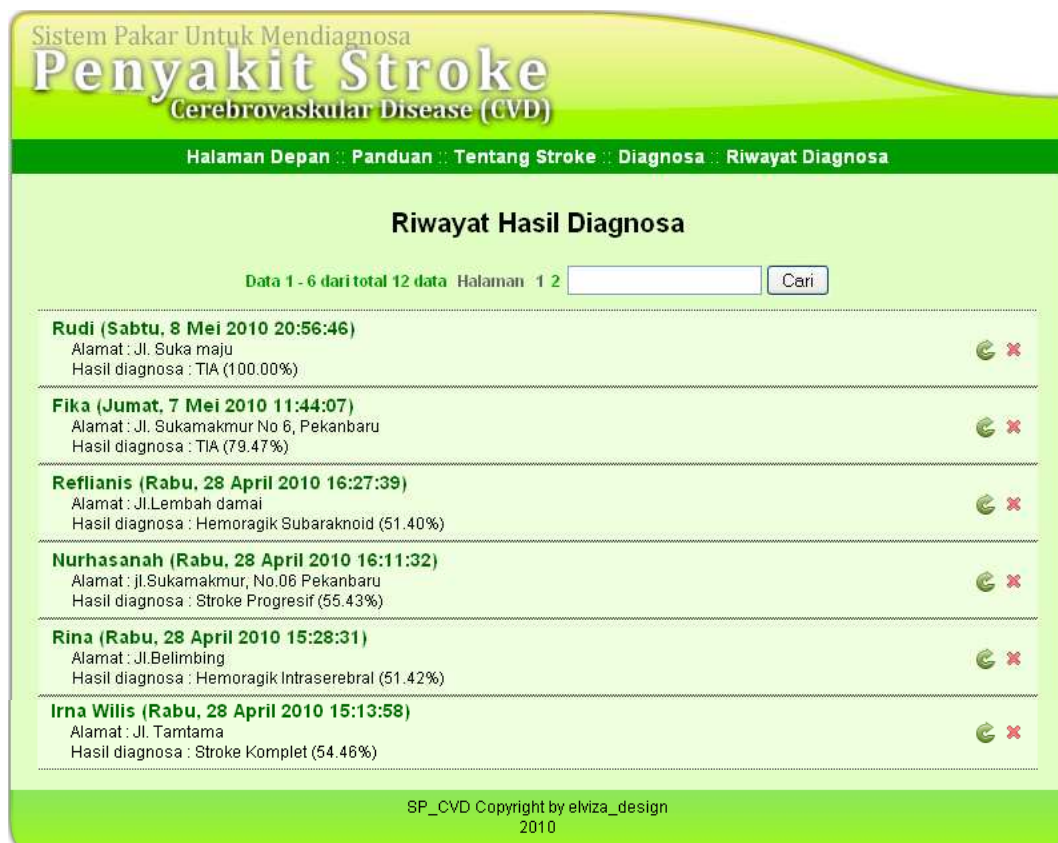 Sistem Pakar Untuk Mendiagnosa
Penyakit Stroke
Cerebrovaskular Disease (CVD)
Halaman Depan :: Panduan :: Tentang Stroke :: Diagnosa :: Riwayat Diagnosa
Riwayat Hasil Diagnosa
Data 1 - 6 dari total 12 data Halaman 1 2 Cari
Rudi (Sabtu, 8 Mei 2010 20:56:46)
Alamat : Jl. Suka maju
Hasil diagnosa : TIA (100.00%)
Fika (Jumat, 7 Mei 2010 11:44:07)
Alamat : Jl. Sukamakmur No 6, Pekanbaru
Hasil diagnosa : TIA (79.47%)
Reflianis (Rabu, 28 April 2010 16:27:39)
Alamat : Jl.Lembah damai
Hasil diagnosa : Hemoragik Subaraknoid (51.40%)
Nurhasanah (Rabu, 28 April 2010 16:11:32)
Alamat : jl.Sukamakmur, No.06 Pekanbaru
Hasil diagnosa : Stroke Progresif (55.43%)
Rina (Rabu, 28 April 2010 15:28:31)
Alamat : Jl.Belimbing
Hasil diagnosa : Hemoragik Intraserebral (51.42%)
Irna Wilis (Rabu, 28 April 2010 15:13:58)
Alamat : Jl. Tamtama
Hasil diagnosa : Stroke Komplet (54.46%)
SP_CVD Copyright by elviza_design
2010